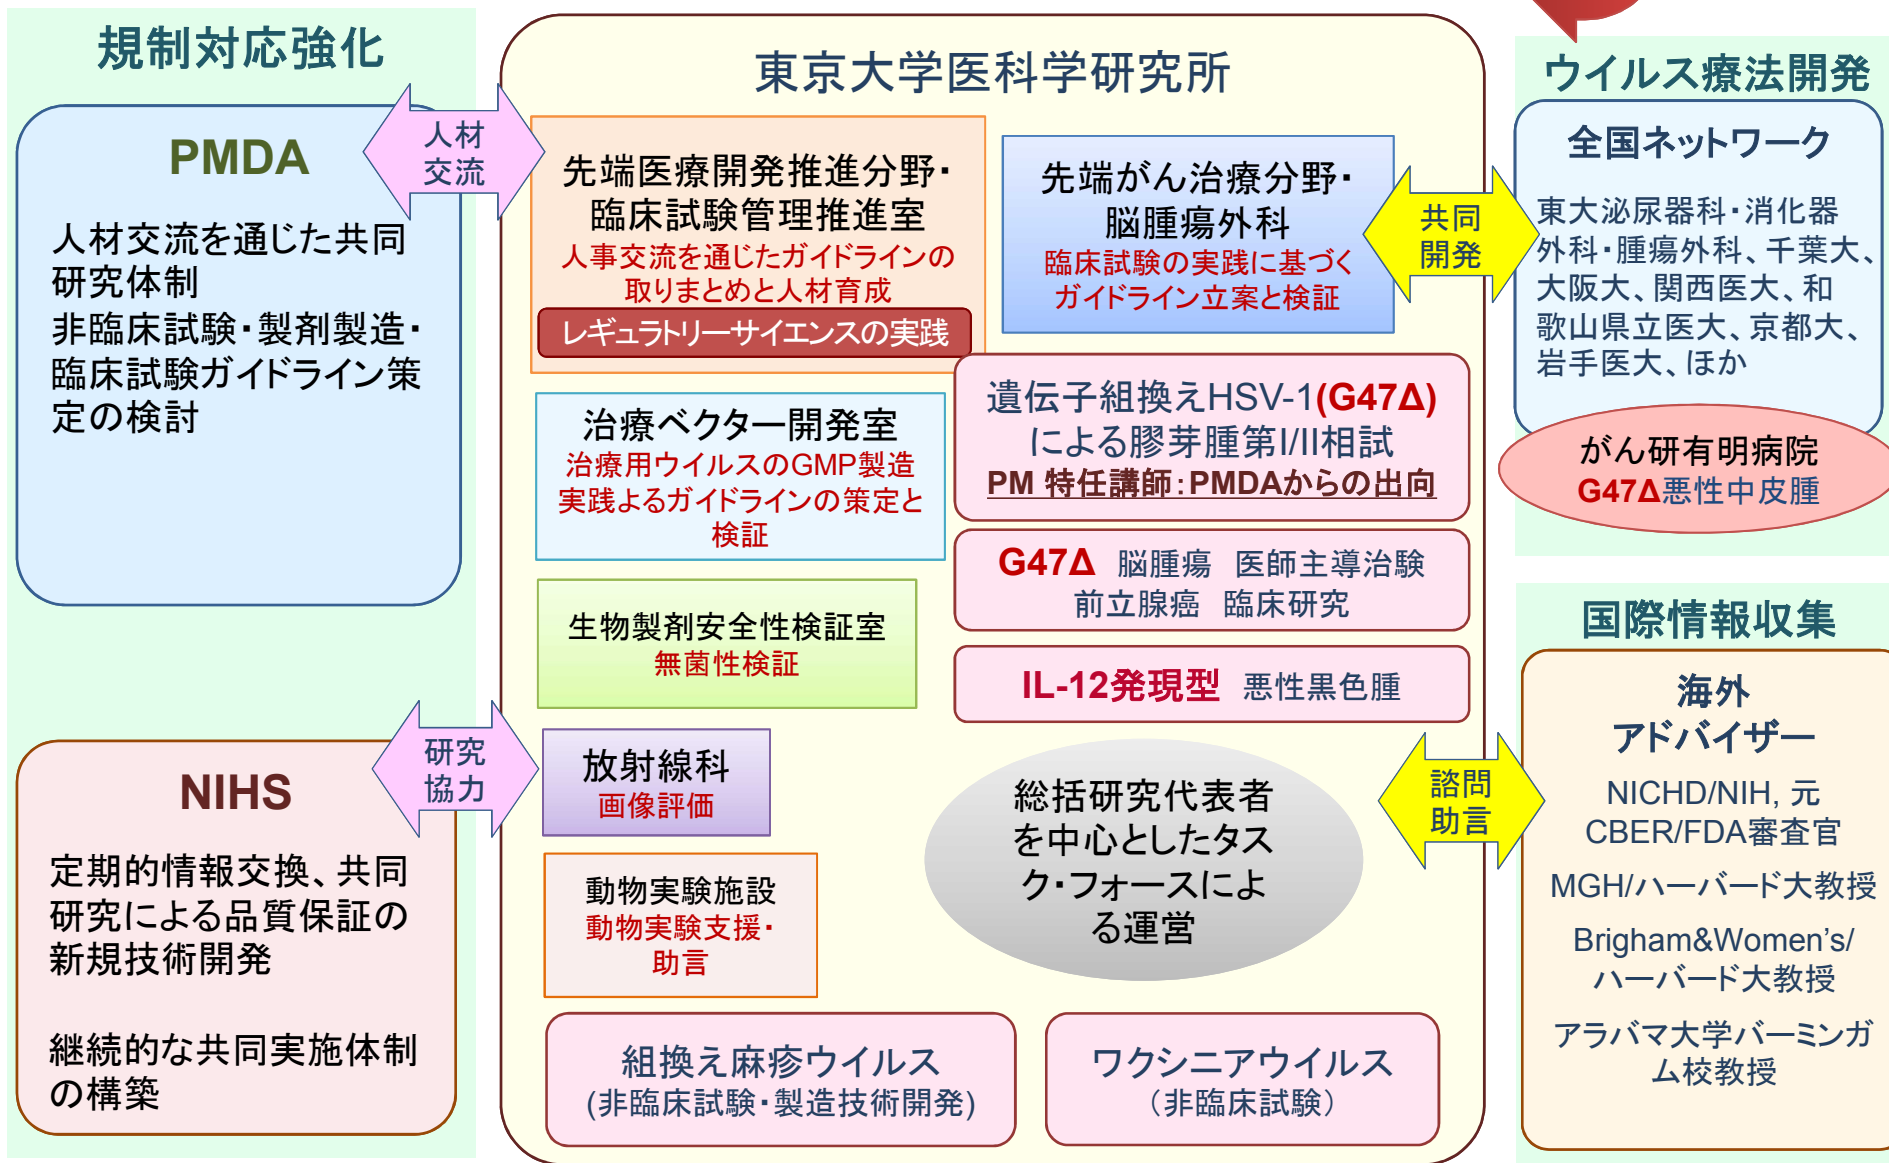 規制対応強化
PMDA
人材交流を通じた共同
研究体制
非臨床試験・製剤製造・
臨床試験ガイドライン策
定の検討
人材
交流
NIHS
定期的情報交換、共同
研究による品質保証の
新規技術開発
継続的な共同実施体制
の構築
研究
協力
東京大学医科学研究所
先端医療開発推進分野・
臨床試験管理推進室
人事交流を通じたガイドラインの
取りまとめと人材育成
レギュラトリーサイエンスの実践
先端がん治療分野・
脳腫瘍外科
臨床試験の実践に基づく
ガイドライン立案と検証
治療ベクター開発室
治療用ウイルスのGMP製造
実践よるガイドラインの策定と
検証
遺伝子組換えHSV-1(G47Δ)
による膠芽腫第I/II相試
PM 特任講師:PMDAからの出向
G47Δ 脳腫瘍 医師主導治験
前立腺癌 臨床研究
生物製剤安全性検証室
無菌性検証
IL-12発現型 悪性黒色腫
放射線科
画像評価
総括研究代表者
を中心としたタス
ク・フォースによ
る運営
動物実験施設
動物実験支援・
助言
組換え麻疹ウイルス
(非臨床試験・製造技術開発)
ワクシニアウイルス
（非臨床試験）
共同
開発
ウイルス療法開発
全国ネットワーク
東大泌尿器科・消化器
外科・腫瘍外科、千葉大、
大阪大、関西医大、和
歌山県立医大、京都大、
岩手医大、ほか
がん研有明病院
G47Δ悪性中皮腫
諮問
助言
国際情報収集
海外
アドバイザー
NICHD/NIH, 元
CBER/FDA審査官
MGH/ハーバード大教授
Brigham&Women's/
ハーバード大教授
アラバマ大学バーミンガ
ム校教授